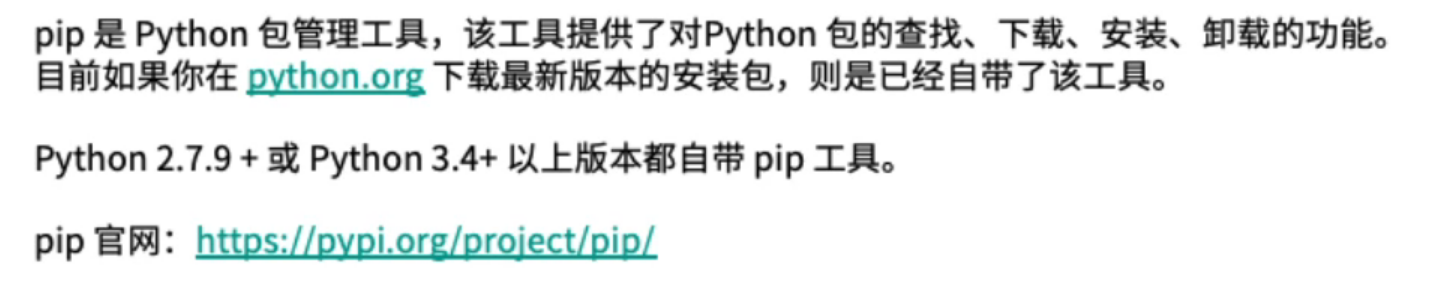 pip 是 Python 包管理工具，该工具提供了对Python 包的查找、下载、安装、卸载的功能。
目前如果你在 python.org 下载最新版本的安装包，则是已经自带了该工具。
Python 2.7.9 + 或 Python 3.4+ 以上版本都自带 pip 工具。
pip 官网：https://pypi.org/project/pip/